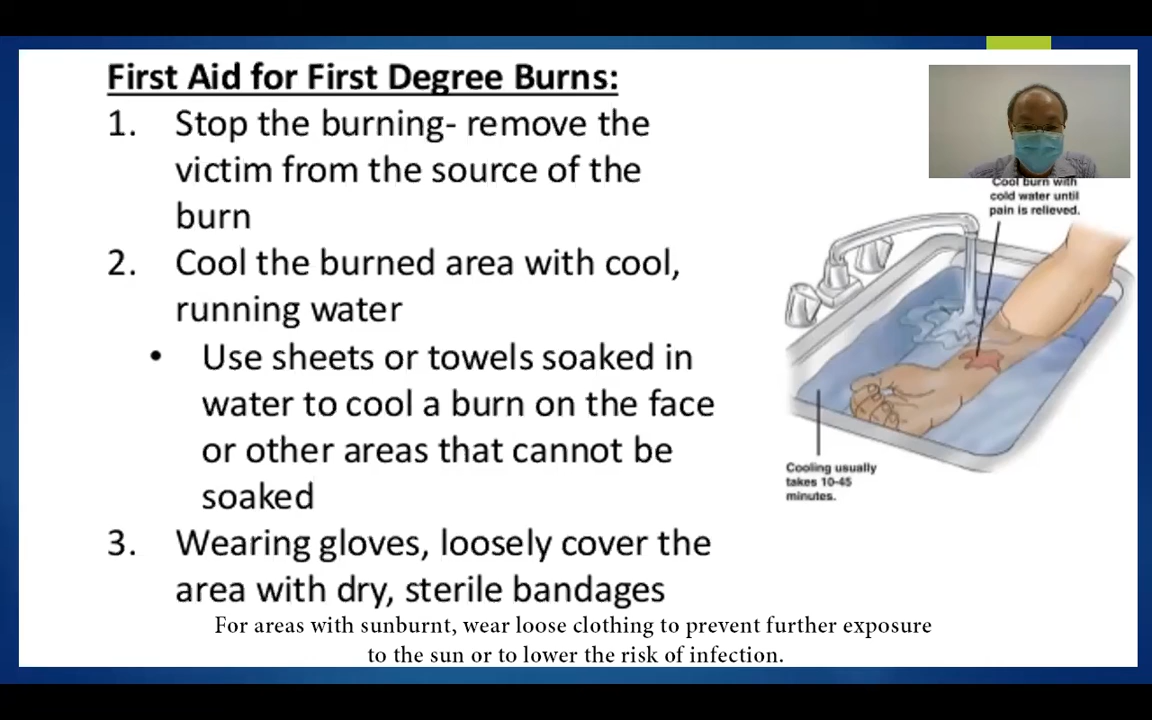 First Aid for First Degree Burns:
1. Stop the burning- remove the
victim from the source of the
burn
2. Cool the burned area with cool,
running water
• Use sheets or towels soaked in
water to cool a burn on the face
or other areas that cannot be
soaked
3. Wearing gloves, loosely cover the
area with dry, sterile bandages
Cool burn with
cold water until
pain is relieved.
Cooling usually
takes 10-45
minutes.
For areas with sunburnt, wear loose clothing to prevent further exposure
to the sun or to lower the risk of infection.